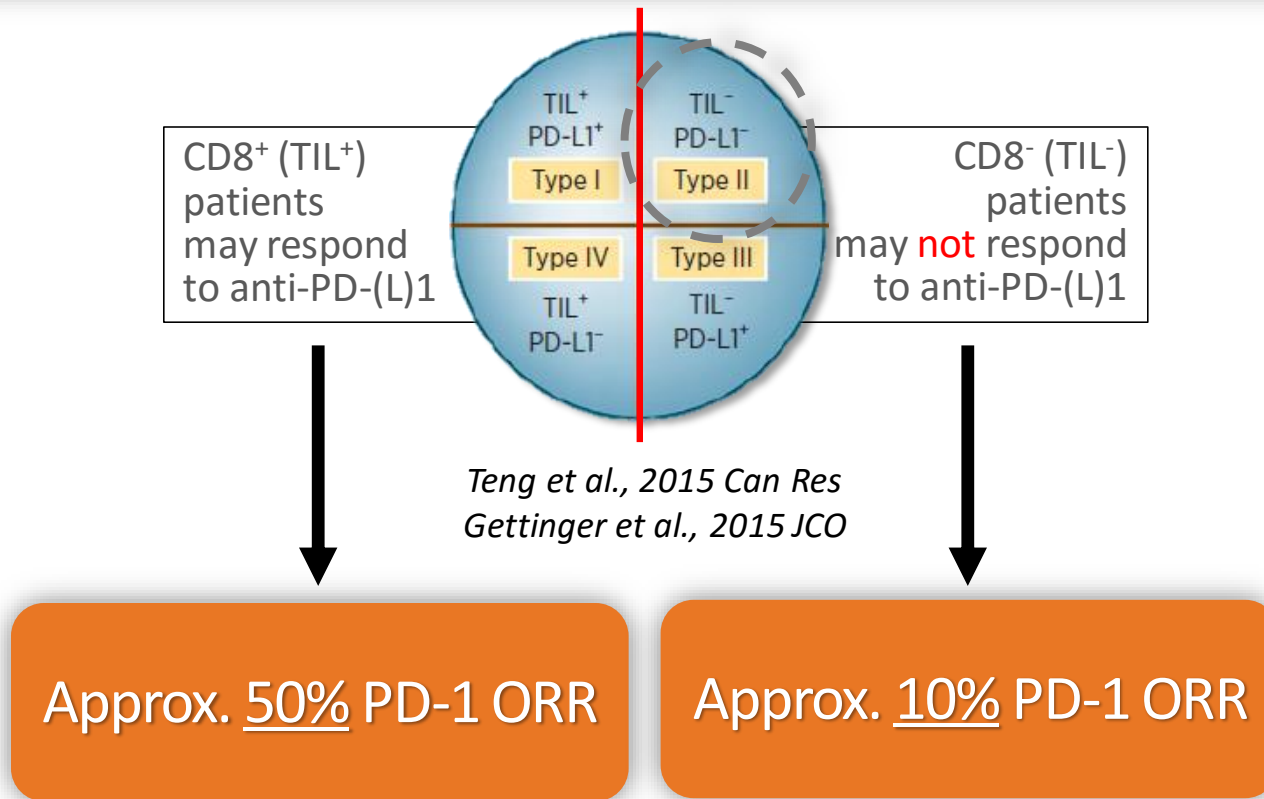 CD8⁺ (TIL⁺)
patients
may respond
to anti-PD-(L)1
TIL⁺
PD-L1⁺
Type I
TIL⁻
PD-L1⁻
Type II
Type IV
TIL⁺
PD-L1⁻
Type III
TIL⁻
PD-L1⁺
CD8⁻ (TIL⁻)
patients
may not respond
to anti-PD-(L)1
Teng et al., 2015 Can Res
Gettinger et al., 2015 JCO
Approx. 50% PD-1 ORR
Approx. 10% PD-1 ORR